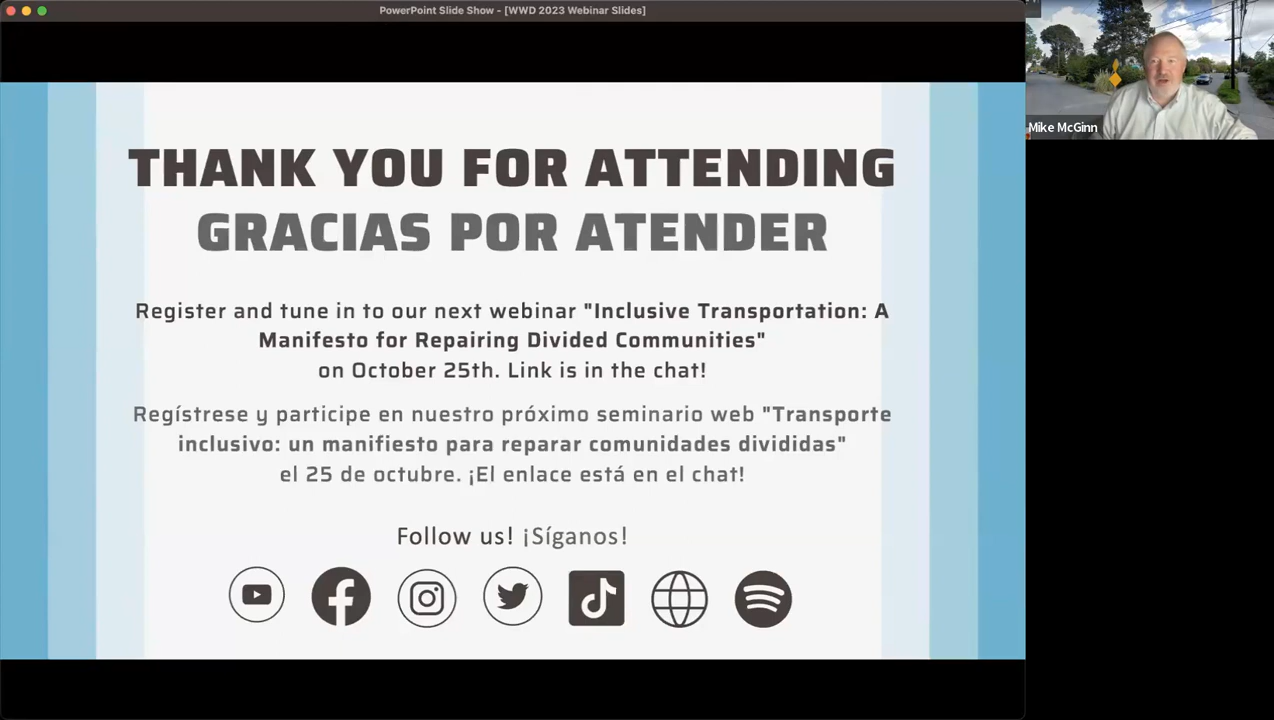 PowerPoint Slide Show - [WWD 2023 Webinar Slides]
Mike McGinn
THANK YOU FOR ATTENDING
GRACIAS POR ATENDER
Register and tune in to our next webinar "Inclusive Transportation: A
Manifesto for Repairing Divided Communities"
on October 25th. Link is in the chat!
Regístrese y participe en nuestro próximo seminario web "Transporte
inclusivo: un manifiesto para reparar comunidades divididas"
el 25 de octubre. ¡El enlace está en el chat!
Follow us! ¡Síganos!